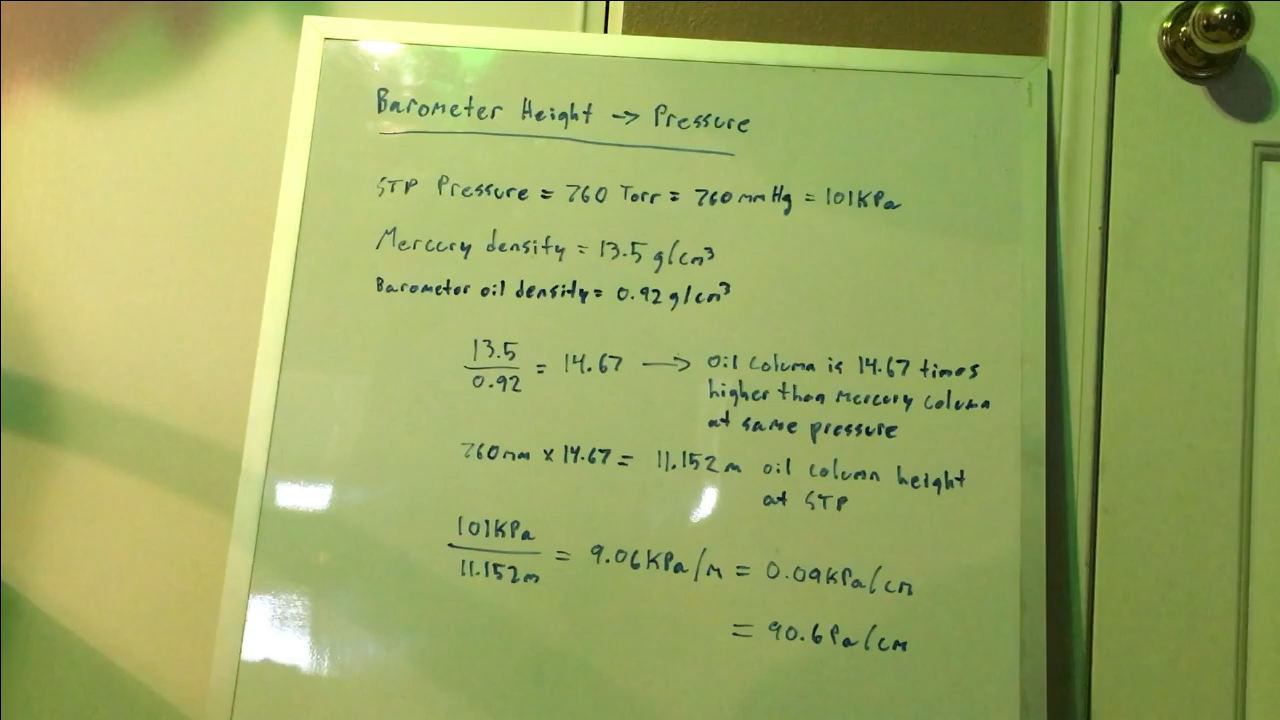 Barometer Height → Pressure
STP Pressure = 760 Torr = 760 mm Hg = 101KPa
Mercury density = 13.5 g/cm³
Barometer oil density = 0.92 g/cm³
13.5/0.92 = 14.67 → Oil column is 14.67 times
higher than mercury column
at same pressure
760mm x 14.67 = 11.152m oil column height
at STP
101KPa/11.152m = 9.06KPa/m = 0.09KPa/cm
= 90.6Pa/cm